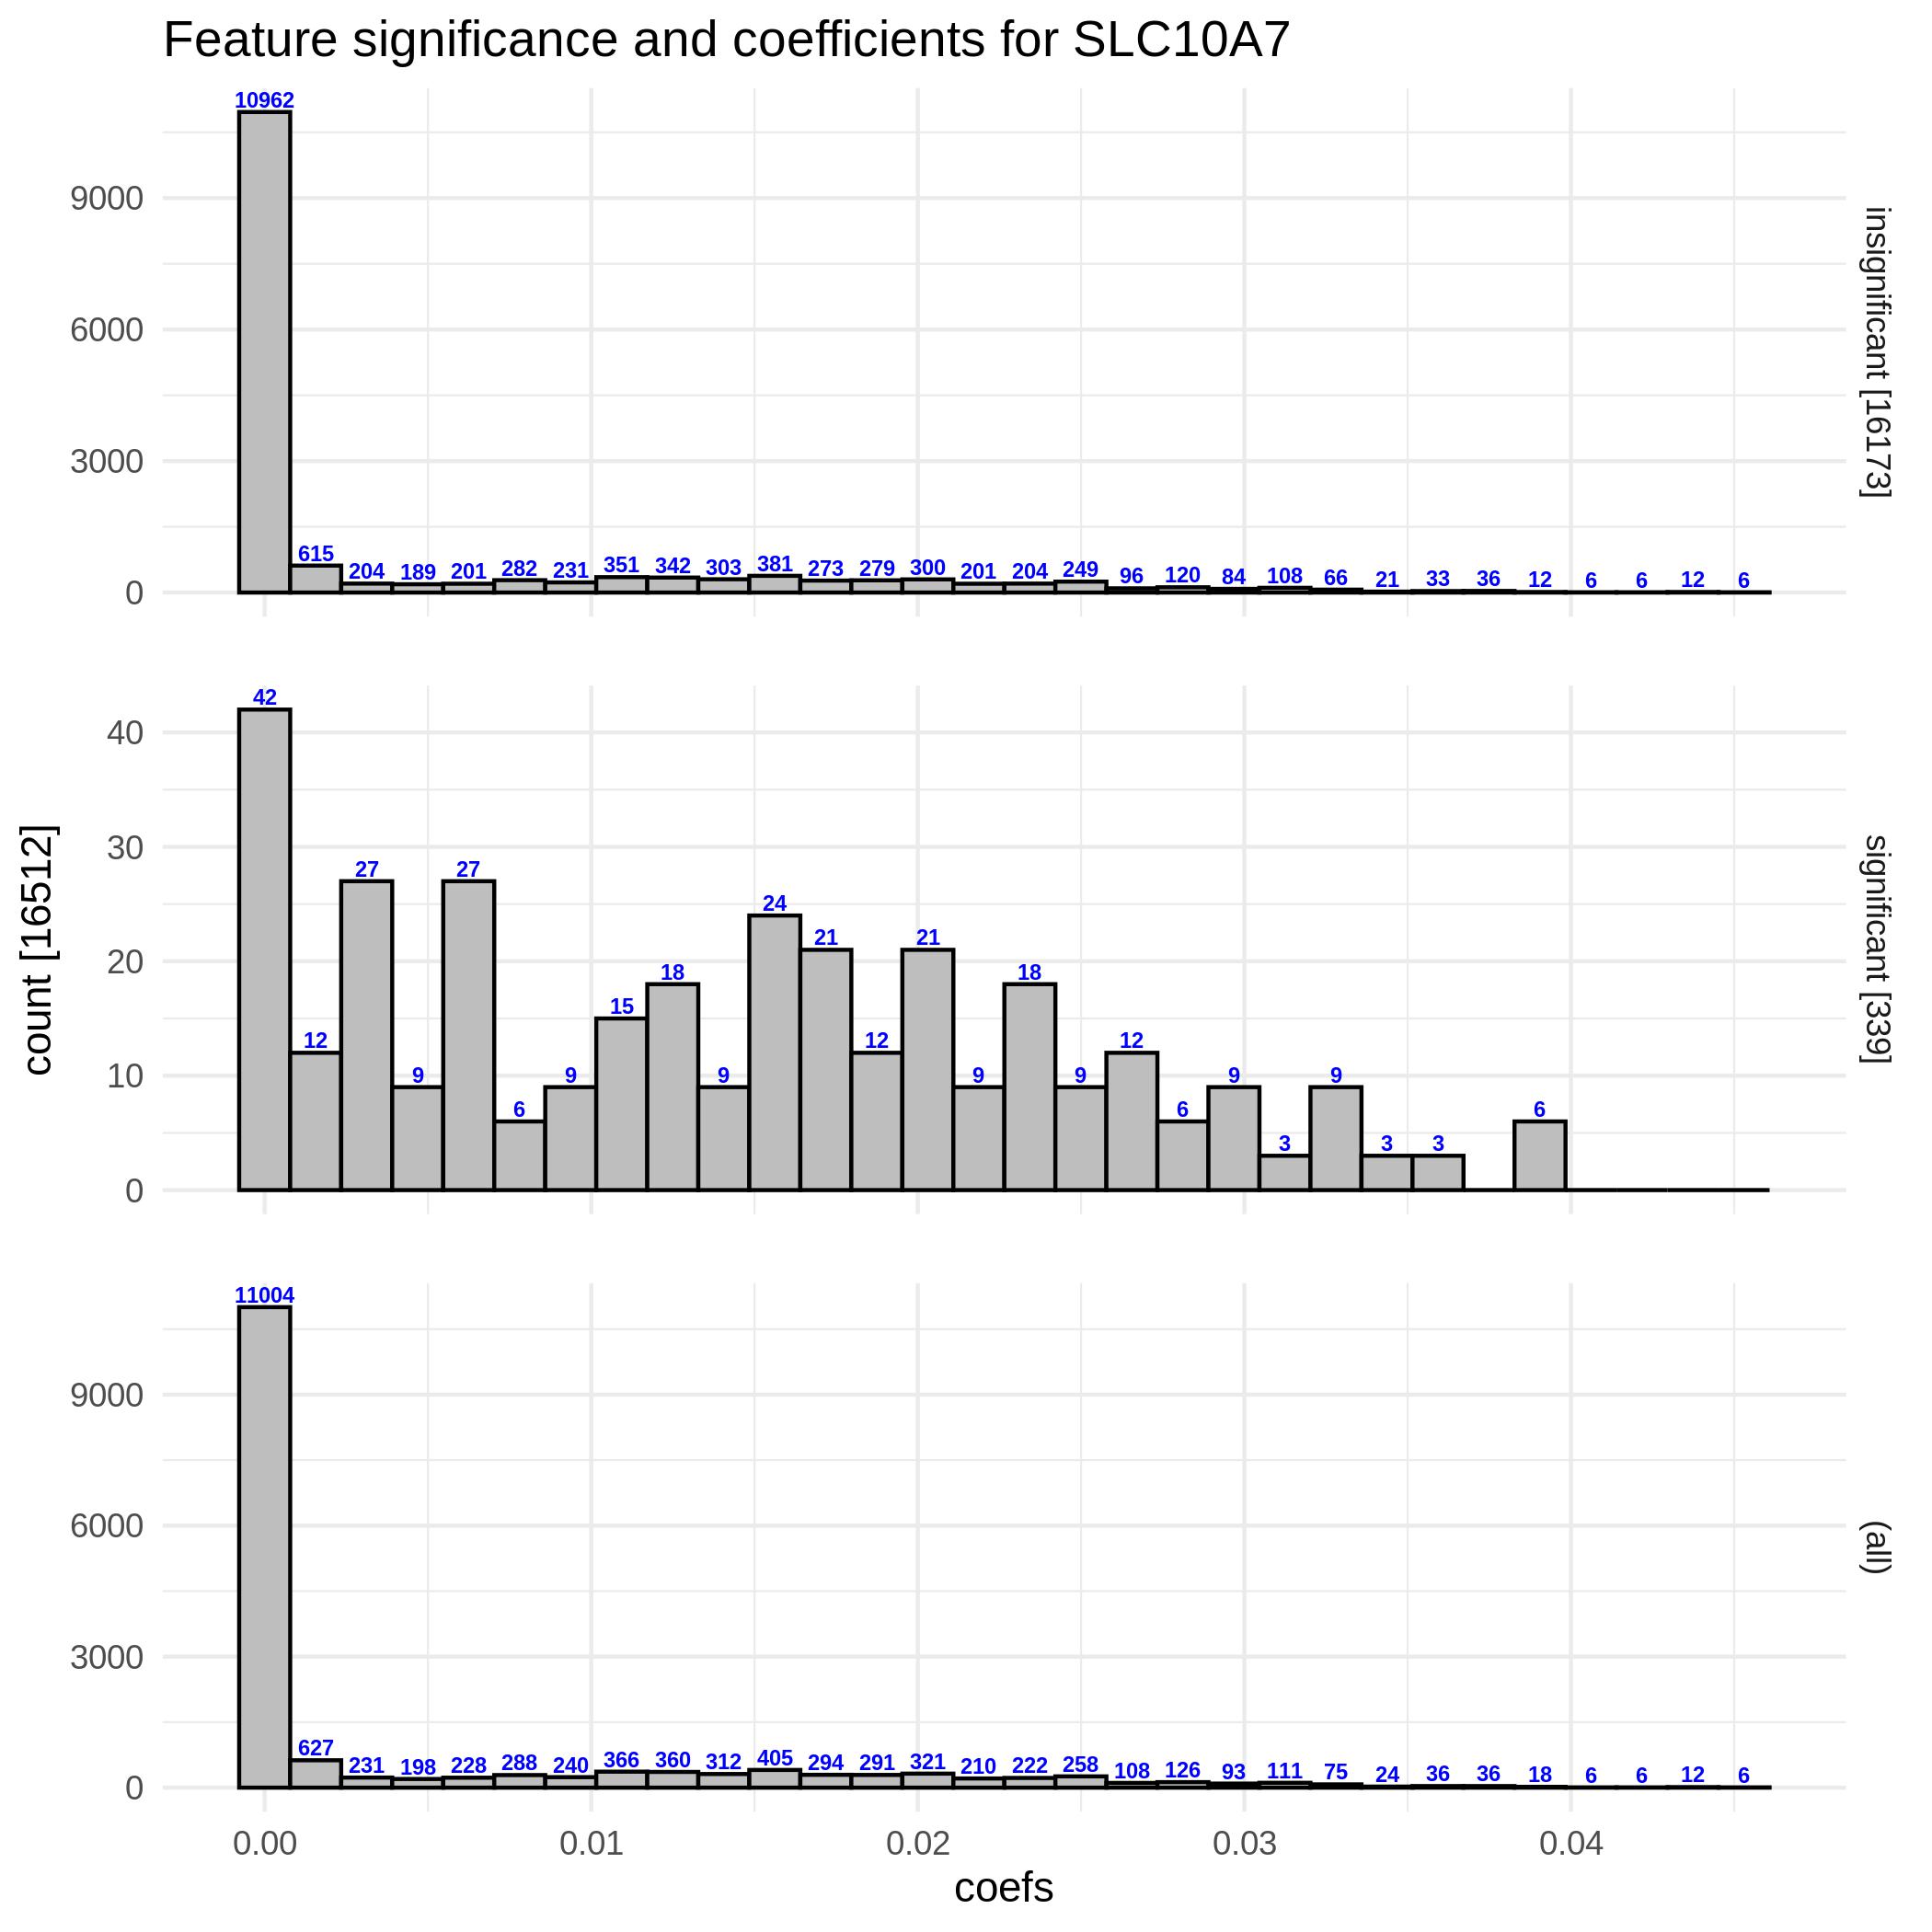 Feature significance and coefficients for SLC10A7
10962
9000
6000
3000
0
615 204 189 201 282 231 351 342 303 381 273 279 300 201 204 249 96 120 84 108 66 21 33 36 12 6 6 12 6
insignificant [16173]
count [16512]
42
40
30
20
10
0
12 27 9 27 6 9 15 18 9 24 21 12 21 9 18 9 12 6 9 3 9 3 3 6
significant [339]
11004
9000
6000
3000
0
627 231 198 228 288 240 366 360 312 405 294 291 321 210 222 258 108 126 93 111 75 24 36 36 18 6 6 12 6
(all)
0.00 0.01 0.02 0.03 0.04
coefs